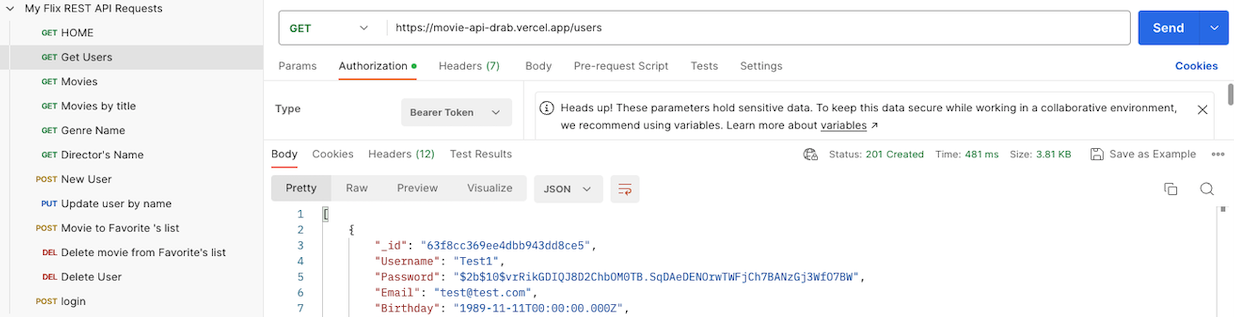 My Flix REST API Requests
GET HOME
GET Get Users
GET Movies
GET Movies by title
GET Genre Name
GET Director's Name
POST New User
PUT Update user by name
POST Movie to Favorite 's list
DEL Delete movie from Favorite's list
DEL Delete User
POST login
GET https://movie-api-drab.vercel.app/users Send
Params Authorization Headers (7) Body Pre-request Script Tests Settings Cookies
Type Bearer Token
Heads up! These parameters hold sensitive data. To keep this data secure while working in a collaborative environment,
we recommend using variables. Learn more about variables ↗
Body Cookies Headers (12) Test Results Status: 201 Created Time: 481 ms Size: 3.81 KB Save as Example
Pretty Raw Preview Visualize JSON
1 [
2 {
3 "_id": "63f8cc369ee4dbb943dd8ce5",
4 "Username": "Test1",
5 "Password": "$2b$10$vrRikGDIQJ8D2ChbOM0TB.SqDAeDENOrwTWFjCh7BANzGj3WfO7BW",
6 "Email": "test@test.com",
7 "Birthday": "1989-11-11T00:00:00.000Z",